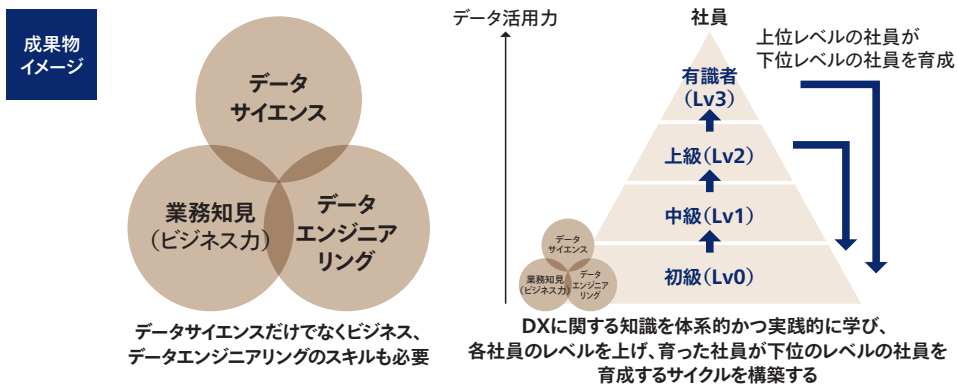 成果物
イメージ
データ
サイエンス
業務知見
（ビジネス力）
データ
エンジニア
リング
データサイエンスだけでなくビジネス、
データエンジニアリングのスキルも必要
データ活用力
社員
上位レベルの社員が
下位レベルの社員を育成
有識者
（Lv3）
上級（Lv2）
中級（Lv1）
初級（Lv0）
データ
サイエンス
業務知見
（ビジネス力）
データ
エンジニア
リング
DXに関する知識を体系的かつ実践的に学び、
各社員のレベルを上げ、育った社員が下位のレベルの社員を
育成するサイクルを構築する